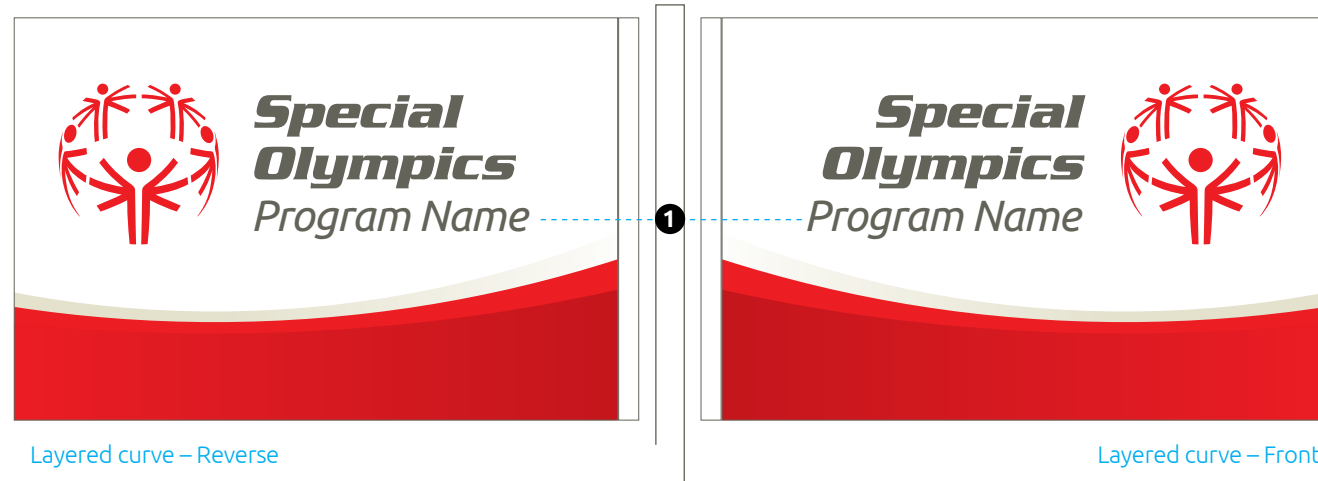 Special
Olympics
Program Name
1
Special
Olympics
Program Name
Layered curve – Reverse
Layered curve – Front